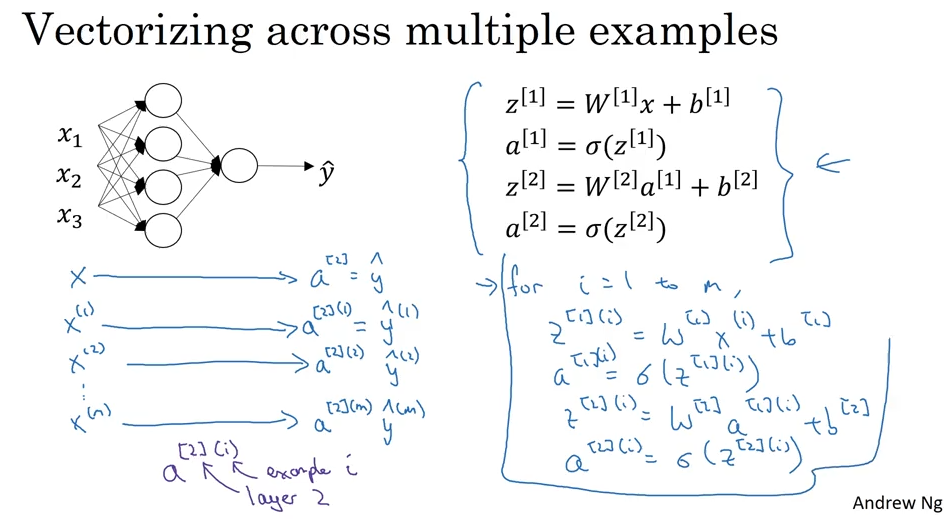 Vectorizing across multiple examples
x₁
x₂
x₃
ŷ
z^[1] = W^[1]x + b^[1]
a^[1] = σ(z^[1])
z^[2] = W^[2]a^[1] + b^[2]
a^[2] = σ(z^[2])
x → a^[2] = ŷ
x^(1) → a^[2](1) = ŷ^(1)
x^(2) → a^[2](2) ŷ^(2)
⋮
x^(m) → a^[2](m) ŷ^(m)
a^[2](i)
example i
layer 2
→ for i = 1 to m,
z^[1](i) = W^[1] x^(i) + b^[1]
a^[1](i) = σ(z^[1](i))
z^[2](i) = W^[2] a^[1](i) + b^[2]
a^[2](i) = σ(z^[2](i))
Andrew Ng